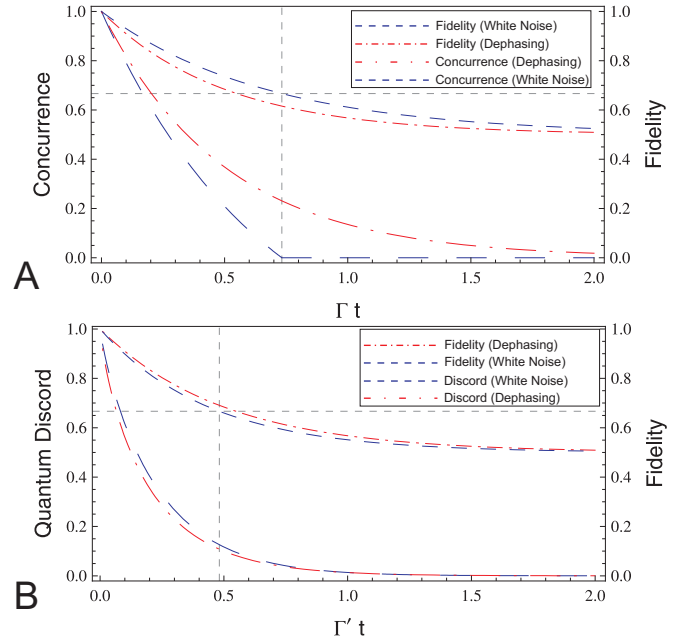 1.0
0.8
0.6
0.4
0.2
0.0
Concurrence
Fidelity (White Noise)
Fidelity (Dephasing)
Concurrence (Dephasing)
Concurrence (White Noise)
1.0
0.8
0.6
0.4
0.2
0.0
Fidelity
0.0 0.5 1.0 1.5 2.0
A
Γ t
1.0
0.8
0.6
0.4
0.2
0.0
Quantum Discord
Fidelity (Dephasing)
Fidelity (White Noise)
Discord (White Noise)
Discord (Dephasing)
1.0
0.8
0.6
0.4
0.2
0.0
Fidelity
0.0 0.5 1.0 1.5 2.0
B
Γ′ t